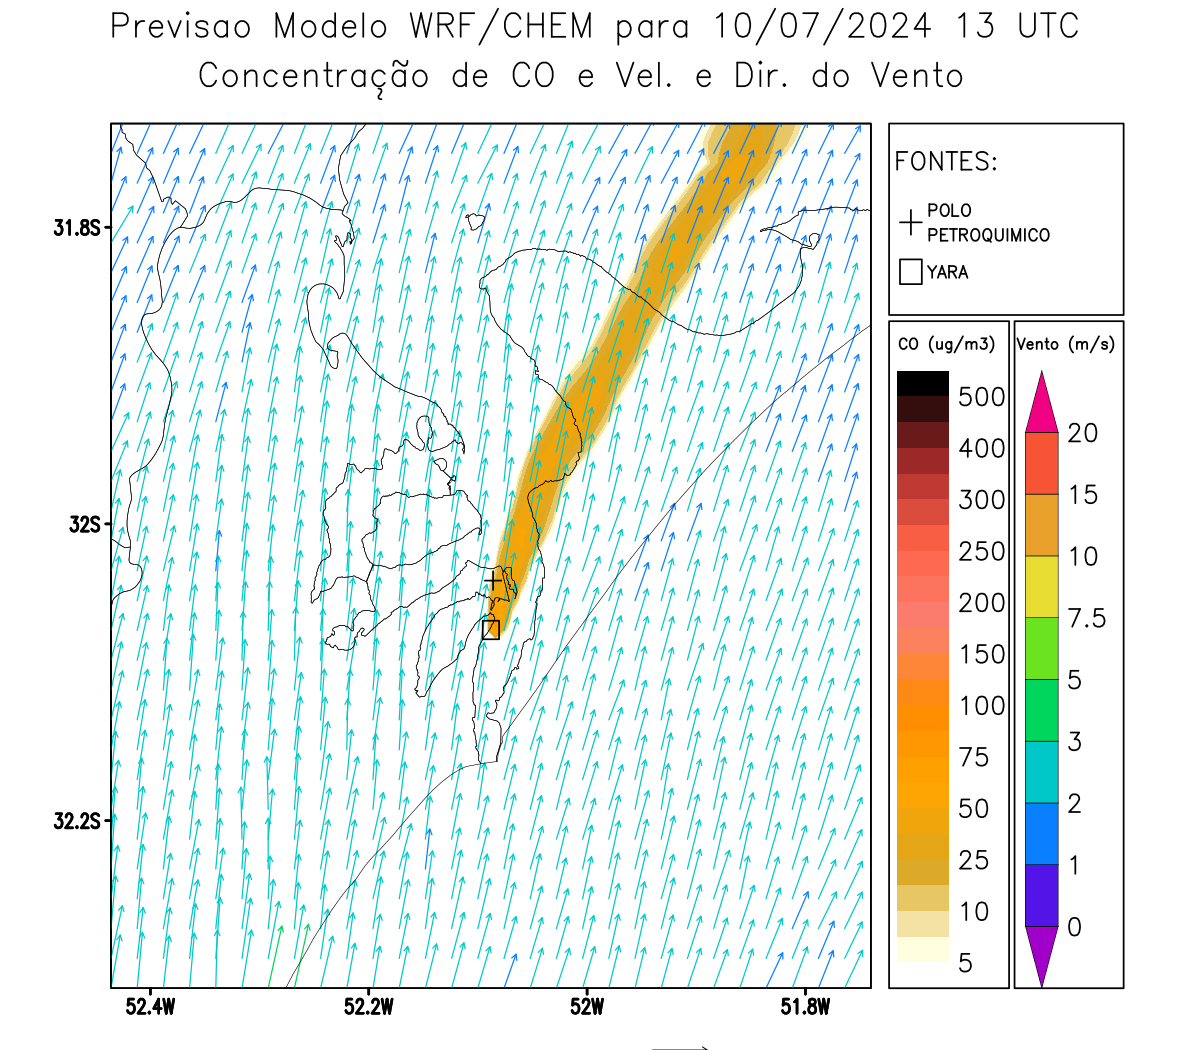 Previsao Modelo WRF/CHEM para 10/07/2024 13 UTC
Concentração de CO e Vel. e Dir. do Vento
FONTES:
POLO
PETROQUIMICO
YARA
CO (ug/m3)
500
400
300
250
200
150
100
75
50
25
10
5
Vento (m/s)
20
15
10
7.5
5
3
2
1
0
31.8S
32S
32.2S
52.4W
52.2W
52W
51.8W